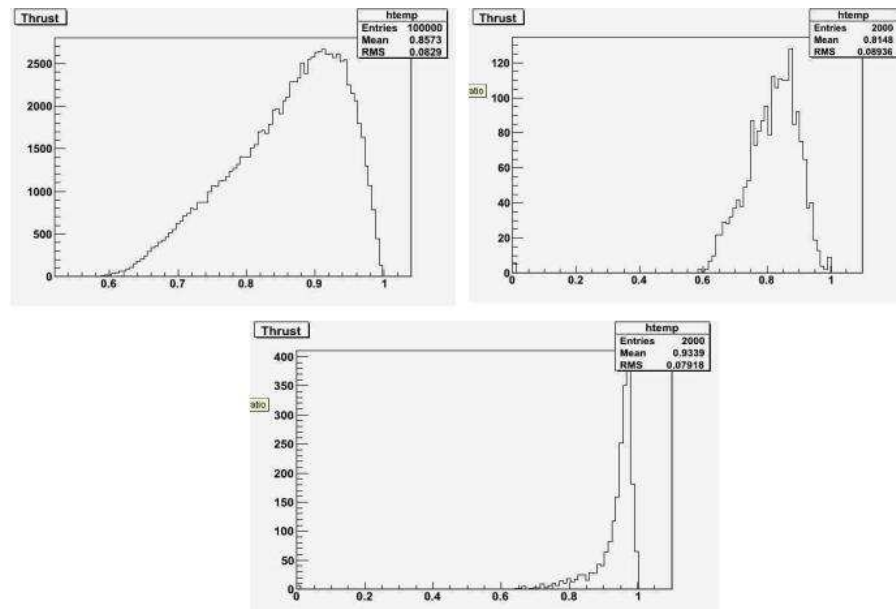 Thrust
htemp
Entries 100000
Mean 0.8573
RMS 0.0829
2500
2000
1500
1000
500
0
0.6 0.7 0.8 0.9 1
Thrust
htemp
Entries 2000
Mean 0.8148
RMS 0.08936
atio
120
100
80
60
40
20
0
0 0.2 0.4 0.6 0.8 1
Thrust
htemp
Entries 2000
Mean 0.9339
RMS 0.07918
atio
400
350
300
250
200
150
100
50
0
0 0.2 0.4 0.6 0.8 1